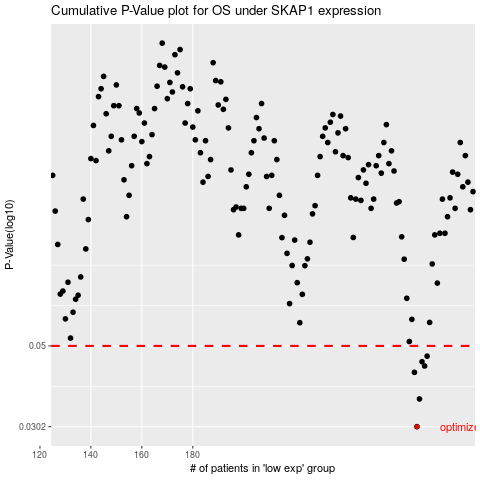 Cumulative P-Value plot for OS under SKAP1 expression
P-Value(log10)
0.05
0.0302
optimize
120 140 160 180
# of patients in 'low exp' group